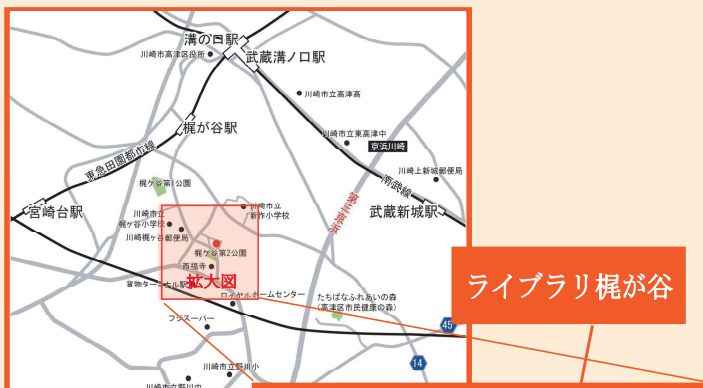 溝の口駅
武蔵溝ノ口駅
川崎市高津区役所
川崎市立高津高
梶が谷駅
川崎市立東高津中
京浜川崎
東急田園都市線
川崎上新城郵便局
梶ケ谷第1公園
南武線
第三京浜
宮崎台駅
川崎市立
梶ケ谷小学校
川崎市立
新作小学校
武蔵新城駅
川崎梶ケ谷郵便局
梶ケ谷第2公園
西福寺
拡大図
貨物ターミナル駅
ロイヤルホームセンター
たちばなふれあいの森
(高津区市民健康の森)
ライブラリ梶が谷
フジスーパー
45
14
川崎市立野川小
川崎市立野川中